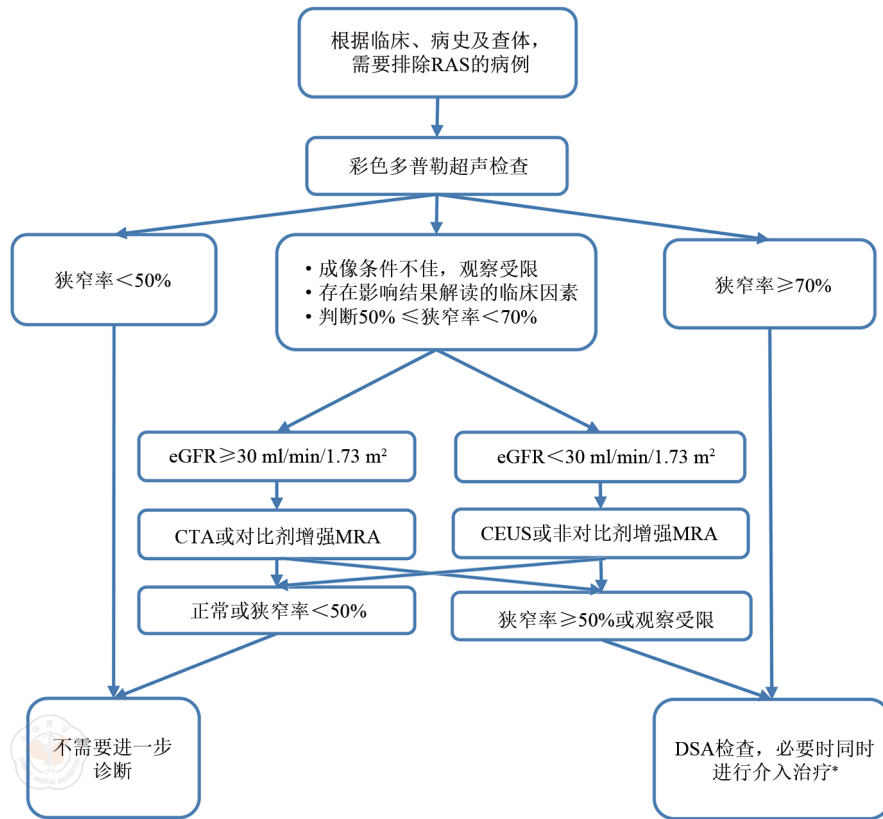 根据临床、病史及查体，
需要排除RAS的病例
彩色多普勒超声检查
狭窄率＜50%
• 成像条件不佳，观察受限
• 存在影响结果解读的临床因素
• 判断50% ≤狭窄率＜70%
狭窄率≥70%
eGFR≥30 ml/min/1.73 m²
eGFR＜30 ml/min/1.73 m²
CTA或对比剂增强MRA
CEUS或非对比剂增强MRA
正常或狭窄率＜50%
狭窄率≥50%或观察受限
不需要进一步
诊断
DSA检查，必要时同时
进行介入治疗*